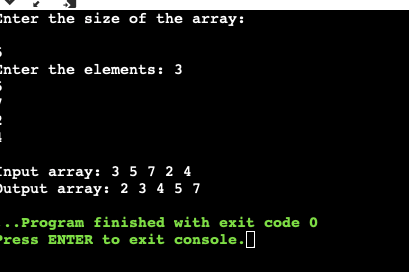 Enter the size of the array:
5
Enter the elements: 3
5
7
2
4
Input array: 3 5 7 2 4
Output array: 2 3 4 5 7
...Program finished with exit code 0
Press ENTER to exit console.